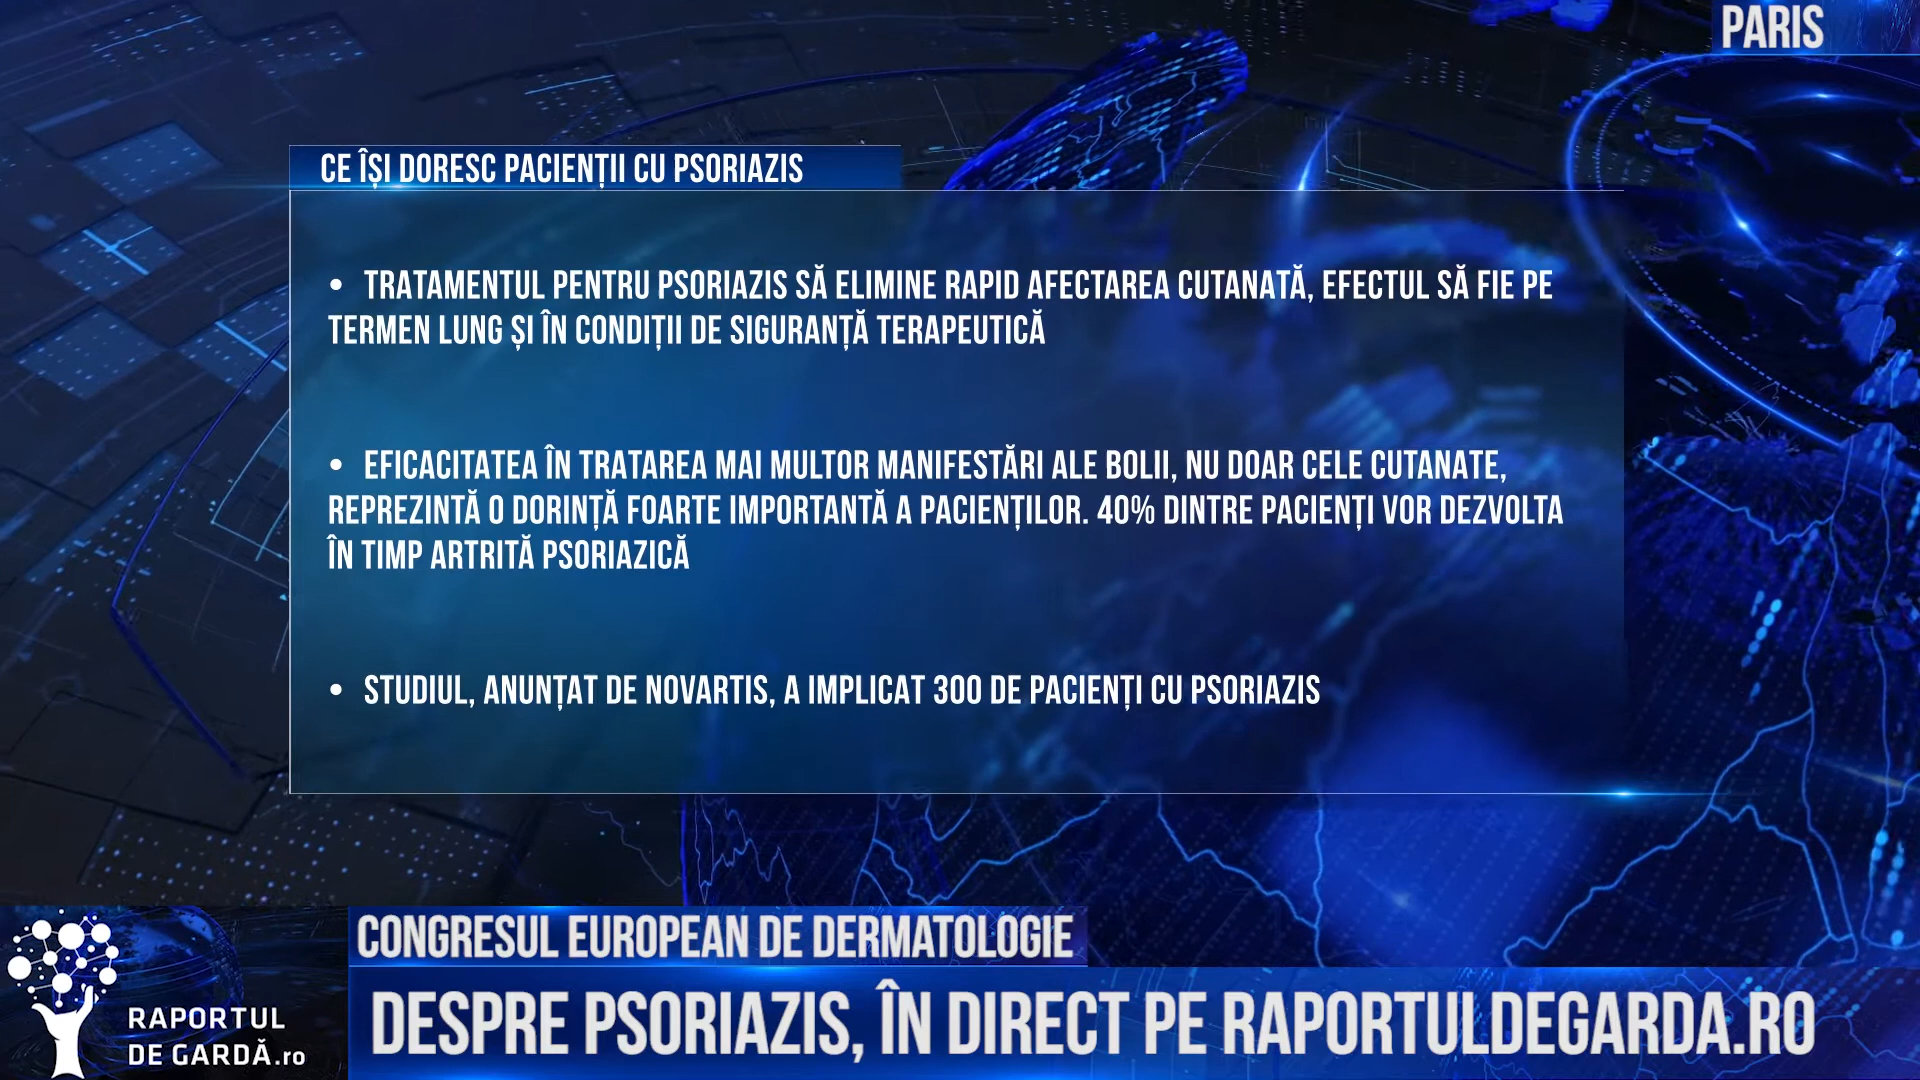 PARIS
CE ÎȘI DORESC PACIENȚII CU PSORIAZIS
• TRATAMENTUL PENTRU PSORIAZIS SĂ ELIMINE RAPID AFECTAREA CUTANATĂ, EFECTUL SĂ FIE PE
TERMEN LUNG ȘI ÎN CONDIȚII DE SIGURANȚĂ TERAPEUTICĂ
• EFICACITATEA ÎN TRATAREA MAI MULTOR MANIFESTĂRI ALE BOLII, NU DOAR CELE CUTANATE,
REPREZINTĂ O DORINȚĂ FOARTE IMPORTANTĂ A PACIENȚILOR. 40% DINTRE PACIENȚI VOR DEZVOLTA
ÎN TIMP ARTRITĂ PSORIAZICĂ
• STUDIUL, ANUNȚAT DE NOVARTIS, A IMPLICAT 300 DE PACIENȚI CU PSORIAZIS
CONGRESUL EUROPEAN DE DERMATOLOGIE
DESPRE PSORIAZIS, ÎN DIRECT PE RAPORTULDEGARDA.RO
RAPORTUL
DE GARDĂ.ro